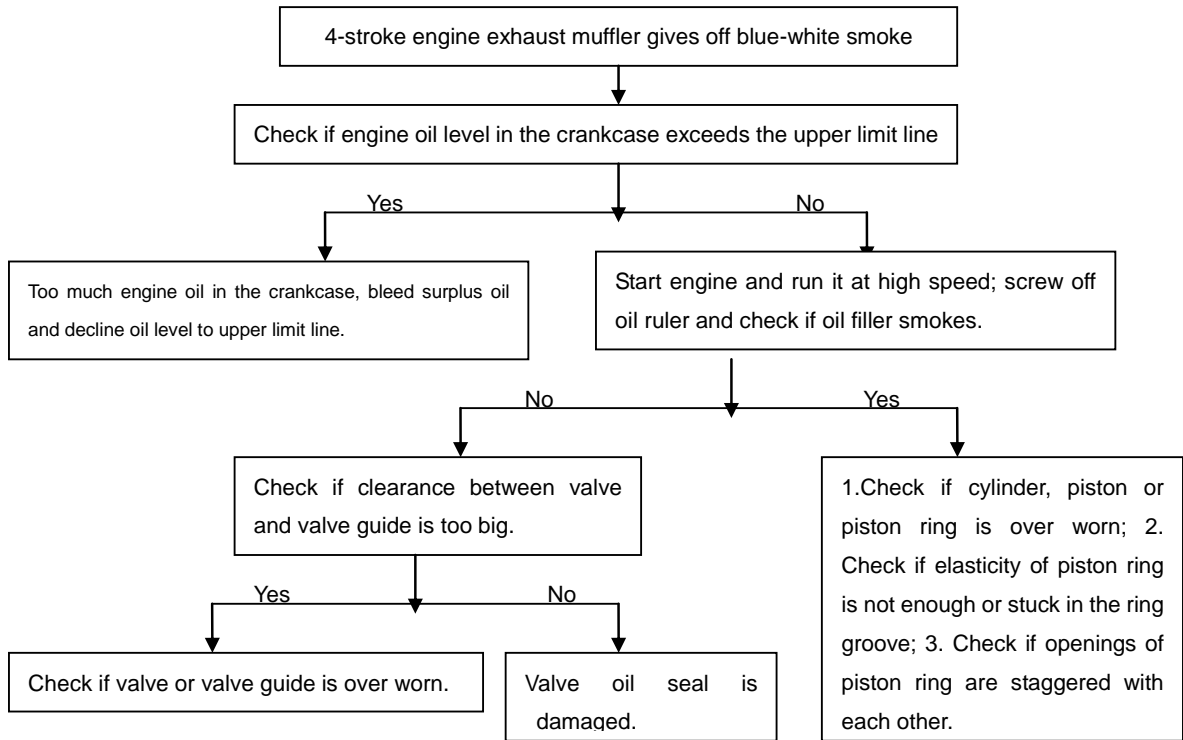 4-stroke engine exhaust muffler gives off blue-white smoke
Check if engine oil level in the crankcase exceeds the upper limit line
Yes
No
Too much engine oil in the crankcase, bleed surplus oil
and decline oil level to upper limit line.
Start engine and run it at high speed; screw off
oil ruler and check if oil filler smokes.
No
Yes
Check if clearance between valve
and valve guide is too big.
1.Check if cylinder, piston or
piston ring is over worn; 2.
Check if elasticity of piston ring
is not enough or stuck in the ring
groove; 3. Check if openings of
piston ring are staggered with
each other.
Yes
No
Check if valve or valve guide is over worn.
Valve oil seal is
damaged.